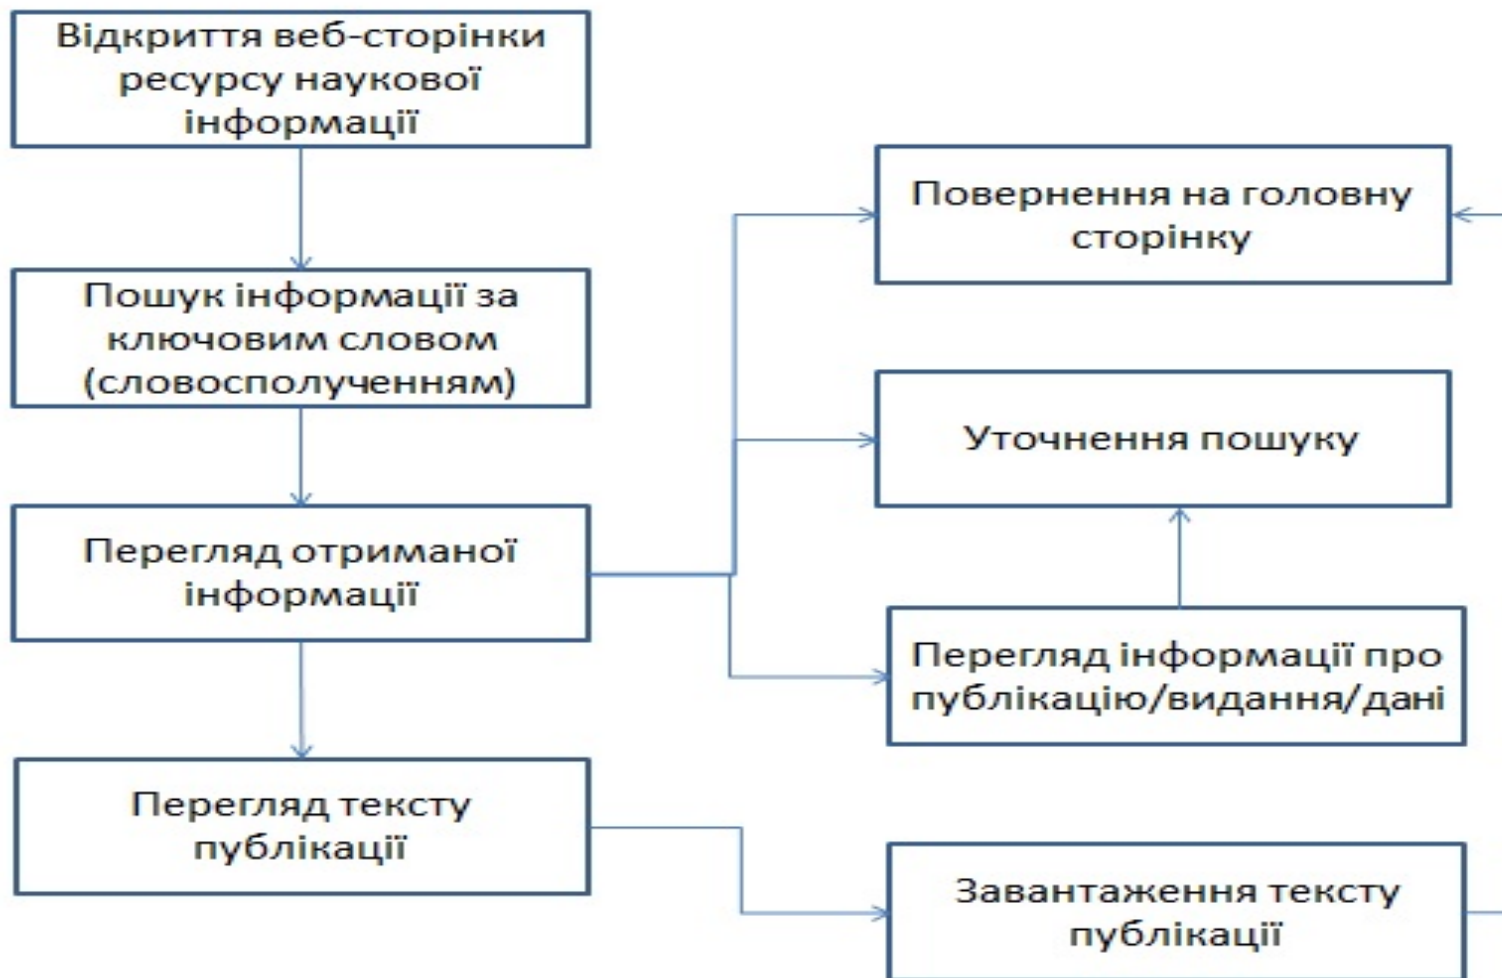 Відкриття веб-сторінки
ресурсу наукової
інформації
Пошук інформації за
ключовим словом
(словосполученням)
Перегляд отриманої
інформації
Перегляд тексту
публікації
Повернення на головну
сторінку
Уточнення пошуку
Перегляд інформації про
публікацію/видання/дані
Завантаження тексту
публікації